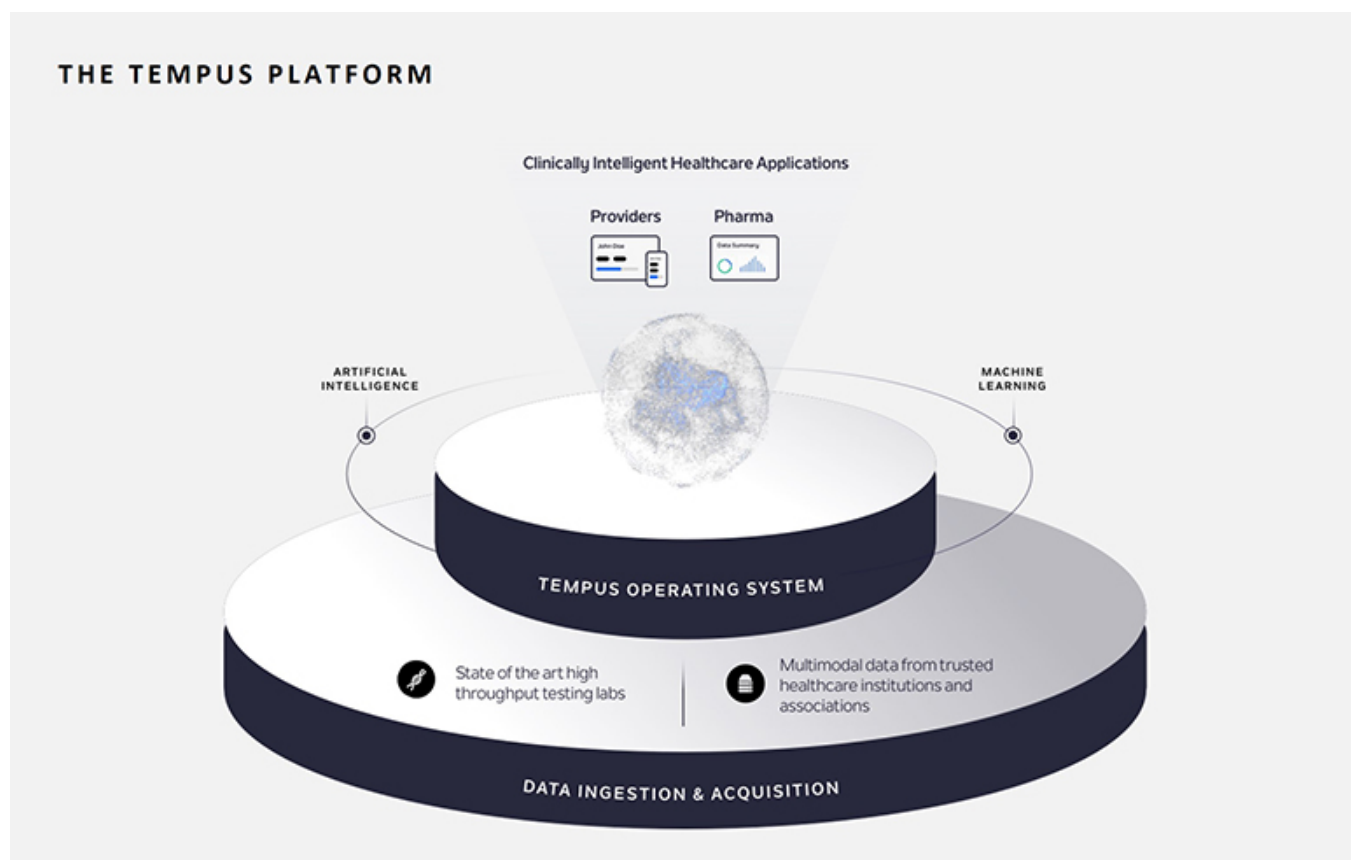 THE TEMPUS PLATFORM
Clinically Intelligent Healthcare Applications
Providers
Pharma
John Doe
Data Summary
ARTIFICIAL
INTELLIGENCE
MACHINE
LEARNING
TEMPUS OPERATING SYSTEM
State of the art high
throughput testing labs
Multimodal data from trusted
healthcare institutions and
associations
DATA INGESTION & ACQUISITION